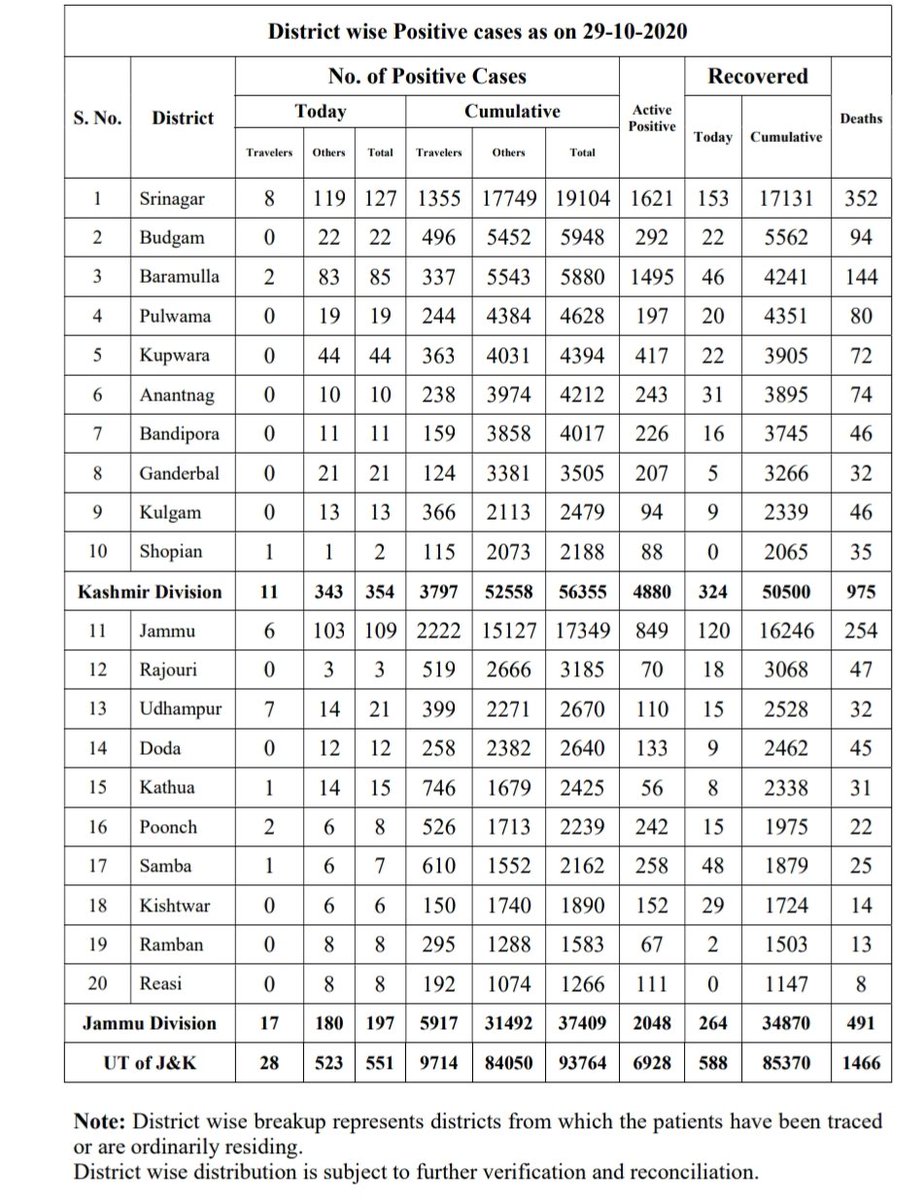 District wise Positive cases as on 29-10-2020
S. No. District No. of Positive Cases Active Positive Recovered Deaths
Today Cumulative Today Cumulative
Travelers Others Total Travelers Others Total
1 Srinagar 8 119 127 1355 17749 19104 1621 153 17131 352
2 Budgam 0 22 22 496 5452 5948 292 22 5562 94
3 Baramulla 2 83 85 337 5543 5880 1495 46 4241 144
4 Pulwama 0 19 19 244 4384 4628 197 20 4351 80
5 Kupwara 0 44 44 363 4031 4394 417 22 3905 72
6 Anantnag 0 10 10 238 3974 4212 243 31 3895 74
7 Bandipora 0 11 11 159 3858 4017 226 16 3745 46
8 Ganderbal 0 21 21 124 3381 3505 207 5 3266 32
9 Kulgam 0 13 13 366 2113 2479 94 9 2339 46
10 Shopian 1 1 2 115 2073 2188 88 0 2065 35
Kashmir Division 11 343 354 3797 52558 56355 4880 324 50500 975
11 Jammu 6 103 109 2222 15127 17349 849 120 16246 254
12 Rajouri 0 3 3 519 2666 3185 70 18 3068 47
13 Udhampur 7 14 21 399 2271 2670 110 15 2528 32
14 Doda 0 12 12 258 2382 2640 133 9 2462 45
15 Kathua 1 14 15 746 1679 2425 56 8 2338 31
16 Poonch 2 6 8 526 1713 2239 242 15 1975 22
17 Samba 1 6 7 610 1552 2162 258 48 1879 25
18 Kishtwar 0 6 6 150 1740 1890 152 29 1724 14
19 Ramban 0 8 8 295 1288 1583 67 2 1503 13
20 Reasi 0 8 8 192 1074 1266 111 0 1147 8
Jammu Division 17 180 197 5917 31492 37409 2048 264 34870 491
UT of J&K 28 523 551 9714 84050 93764 6928 588 85370 1466
Note: District wise breakup represents districts from which the patients have been traced
or are ordinarily residing.
District wise distribution is subject to further verification and reconciliation.